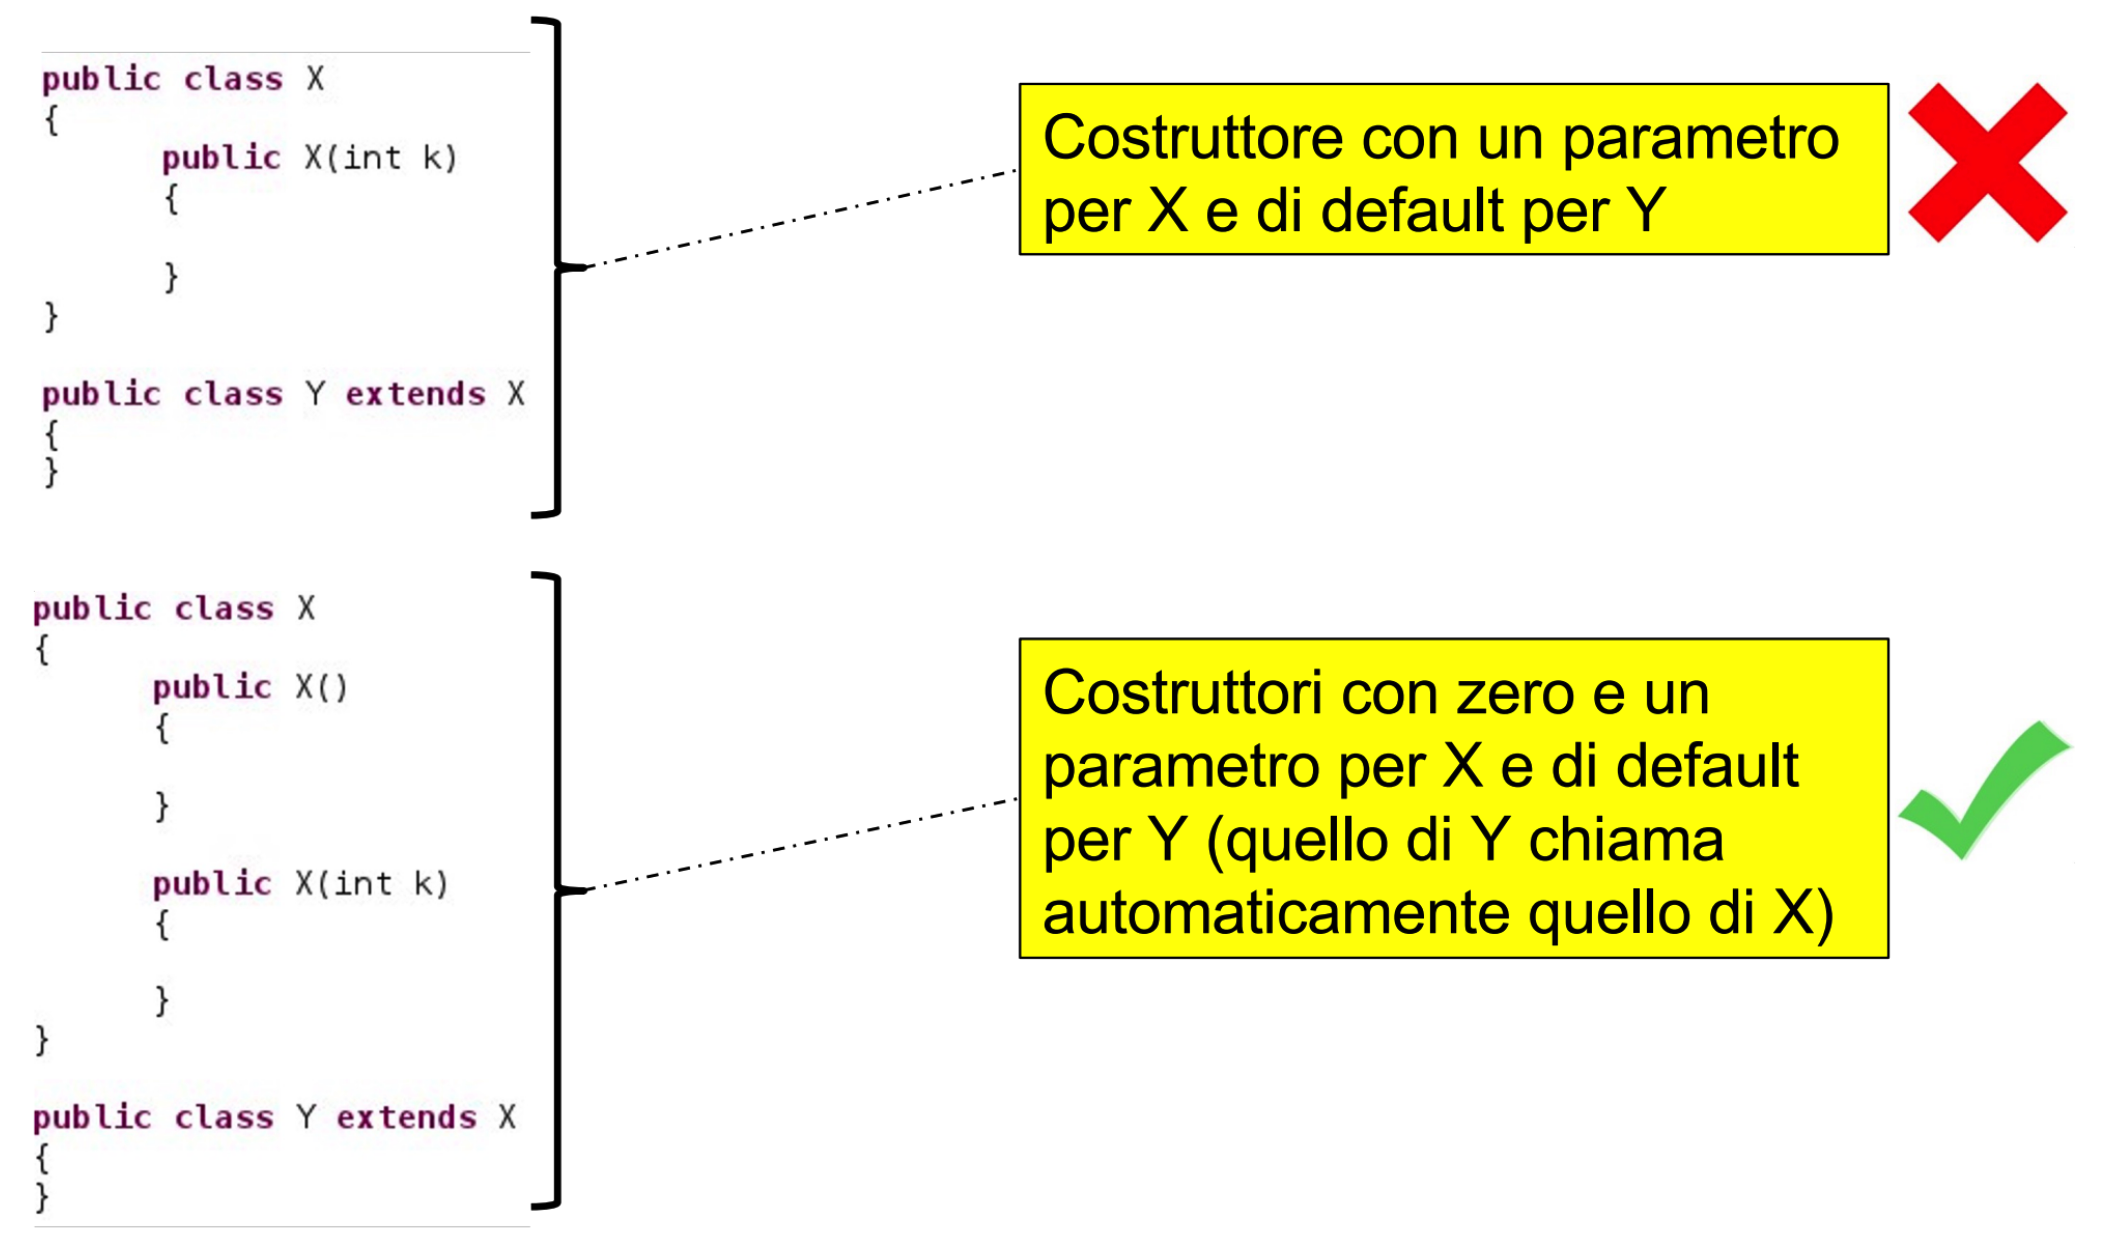 public class X
{
public X(int k)
{
}
}
public class Y extends X
{
}
Costruttore con un parametro
per X e di default per Y
public class X
{
public X()
{
}
public X(int k)
{
}
}
public class Y extends X
{
}
Costruttori con zero e un
parametro per X e di default
per Y (quello di Y chiama
automaticamente quello di X)